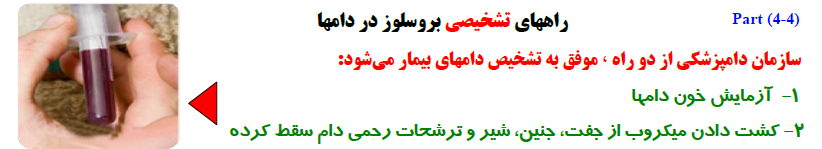 Part (4-4)
راههای تشخیصی بروسلوز در دامها
سازمان دامپزشکی از دو راه ، موفق به تشخیص دامهای بیمار می‌شود:
۱- آزمایش خون دامها
۲- کشت دادن میکروب از جفت، جنین، شیر و ترشحات رحمی دام سقط کرده